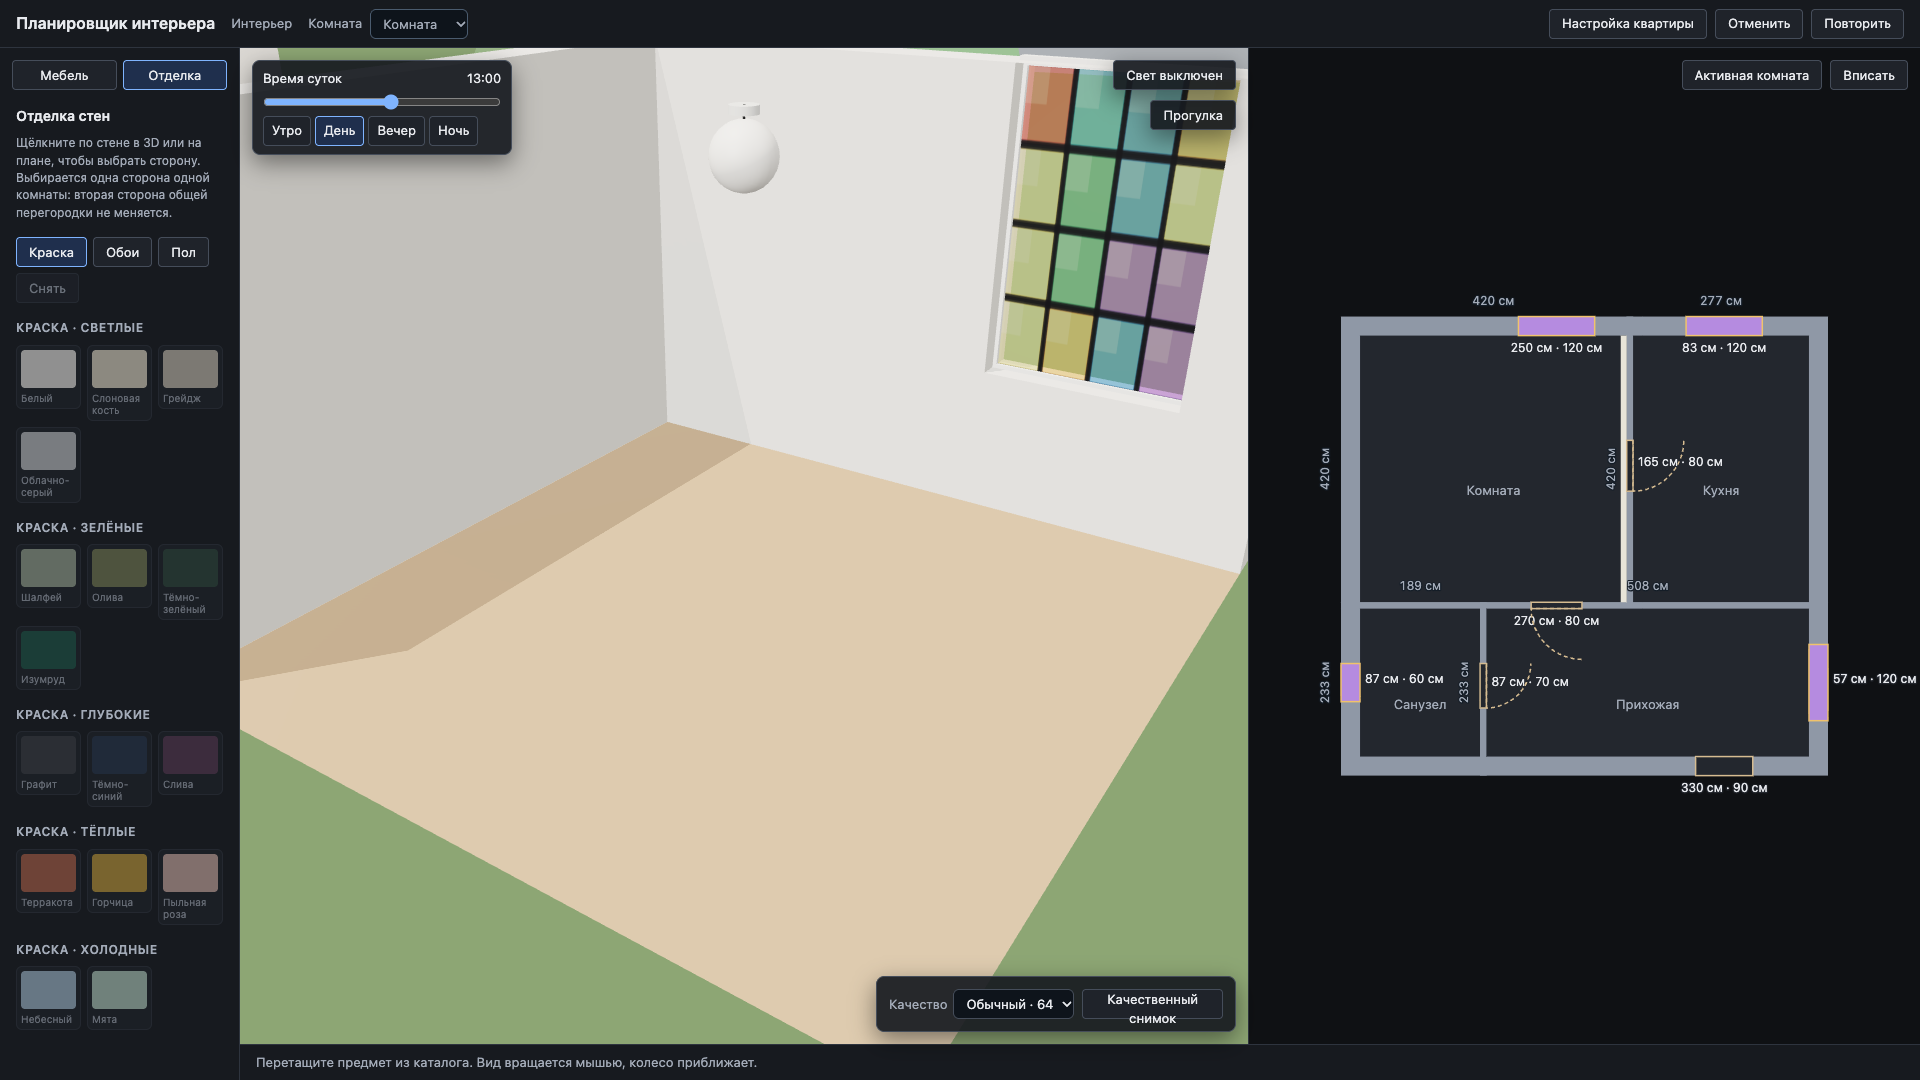 Планировщик интерьера
Интерьер
Комната
Комната
Настройка квартиры
Отменить
Повторить
Мебель
Отделка
Отделка стен
Щёлкните по стене в 3D или на
плане, чтобы выбрать сторону.
Выбирается одна сторона одной
комнаты: вторая сторона общей
перегородки не меняется.
Краска
Обои
Пол
Снять
КРАСКА · СВЕТЛЫЕ
Белый
Слоновая
кость
Грейдж
Облачно-
серый
КРАСКА · ЗЕЛЁНЫЕ
Шалфей
Олива
Тёмно-
зелёный
Изумруд
КРАСКА · ГЛУБОКИЕ
Графит
Тёмно-
синий
Слива
КРАСКА · ТЁПЛЫЕ
Терракота
Горчица
Пыльная
роза
КРАСКА · ХОЛОДНЫЕ
Небесный
Мята
Время суток
13:00
Утро
День
Вечер
Ночь
Свет выключен
Прогулка
Качество
Обычный · 64
Качественный
снимок
Активная комната
Вписать
420 см
277 см
250 см · 120 см
83 см · 120 см
420 см
420 см
165 см · 80 см
Комната
Кухня
189 см
508 см
270 см · 80 см
233 см
87 см · 60 см
233 см
87 см · 70 см
57 см · 120 см
Санузел
Прихожая
330 см · 90 см
Перетащите предмет из каталога. Вид вращается мышью, колесо приближает.